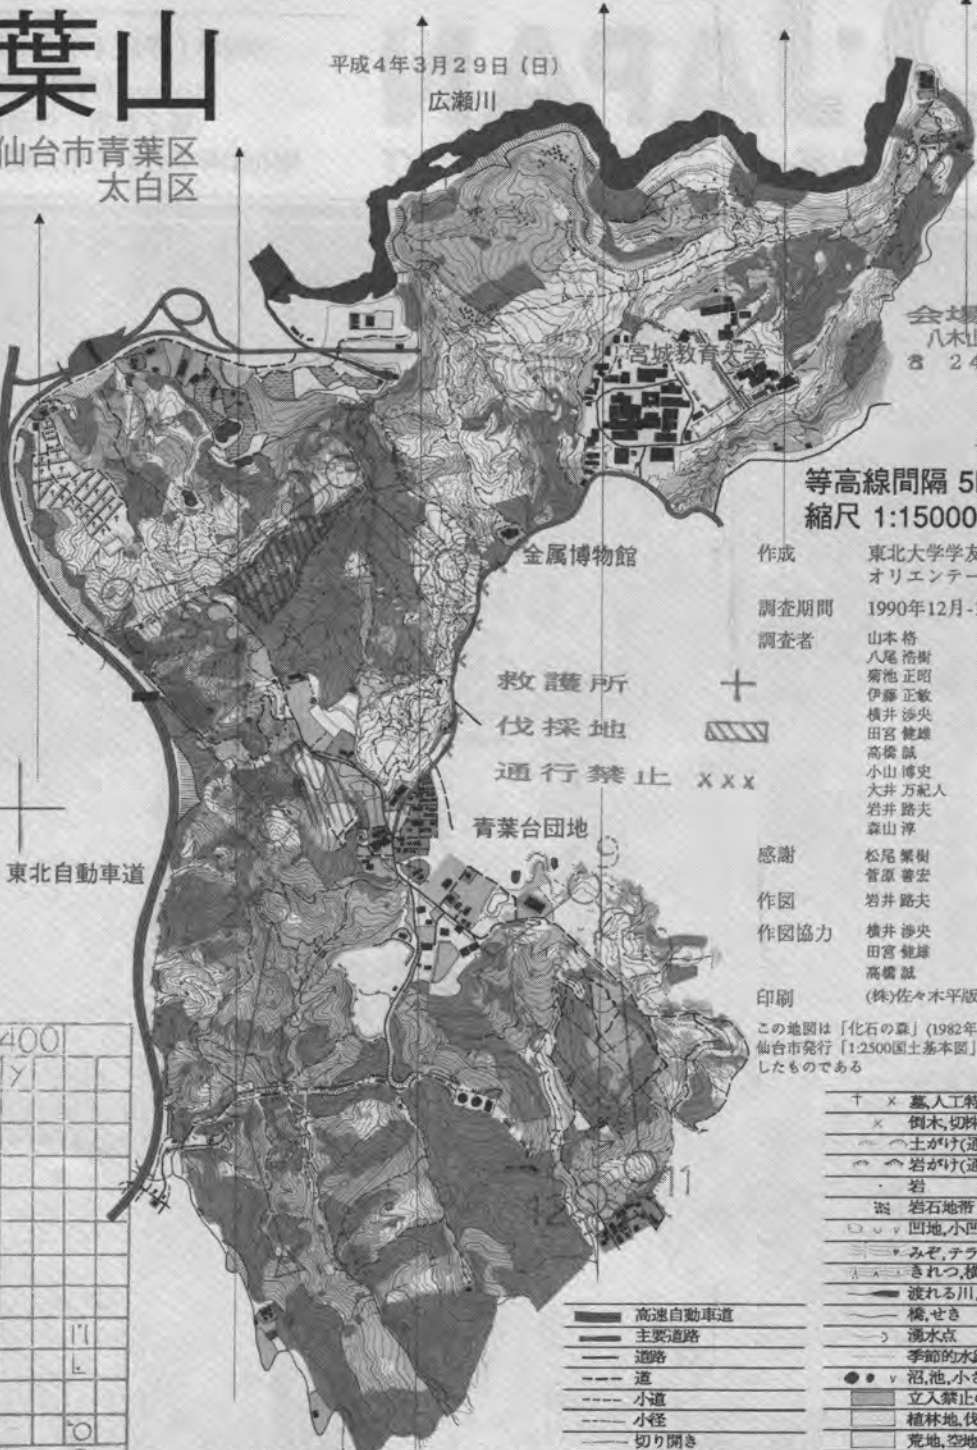 葉山
平成4年3月29日(日)
仙台市青葉区
太白区
広瀬川
会場
八木山
宮城教育大学
等高線間隔 5
縮尺 1:15000
金属博物館
作成 東北大学学友
オリエンテー
調査期間 1990年12月-
調査者 山本 格
八尾 浩樹
菊池 正昭
伊藤 正敏
横井 渉央
田宮 健雄
高橋 誠
小山 博史
大井 万紀人
岩井 路夫
森山 淳
救護所
伐採地
通行禁止 xxx
青葉台団地
東北自動車道
感謝 松尾 繁樹
菅原 善宏
作図 岩井 路夫
作図協力 横井 渉央
田宮 健雄
高橋 誠
印刷 (株)佐々木平版
この地図は「化石の森」(1982年
仙台市発行「1:2500国土基本図」
したものである
400
11
12
墓,人工特
倒木,切株
土がけ(通
岩がけ(通
岩
岩石地帯
凹地,小凹
みぞ,テラ
きれつ,横
渡れる川,
橋,せき
湧水点
季節的水
沼,池,小さ
立入禁止
植林地,伐
荒地,空地
高速自動車道
主要道路
道路
道
小道
小径
切り開き